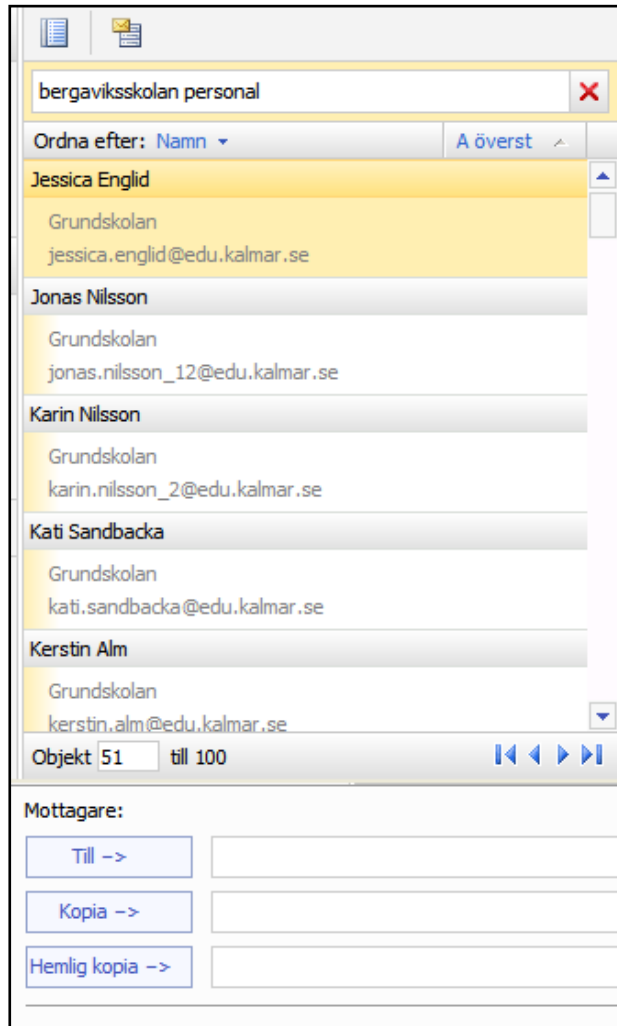 bergaviksskolan personal
Ordna efter: Namn A överst
Jessica Englid
Grundskolan
jessica.englid@edu.kalmar.se
Jonas Nilsson
Grundskolan
jonas.nilsson_12@edu.kalmar.se
Karin Nilsson
Grundskolan
karin.nilsson_2@edu.kalmar.se
Kati Sandbacka
Grundskolan
kati.sandbacka@edu.kalmar.se
Kerstin Alm
Grundskolan
kerstin.alm@edu.kalmar.se
Objekt 51 till 100
Mottagare:
Till ->
Kopia ->
Hemlig kopia ->